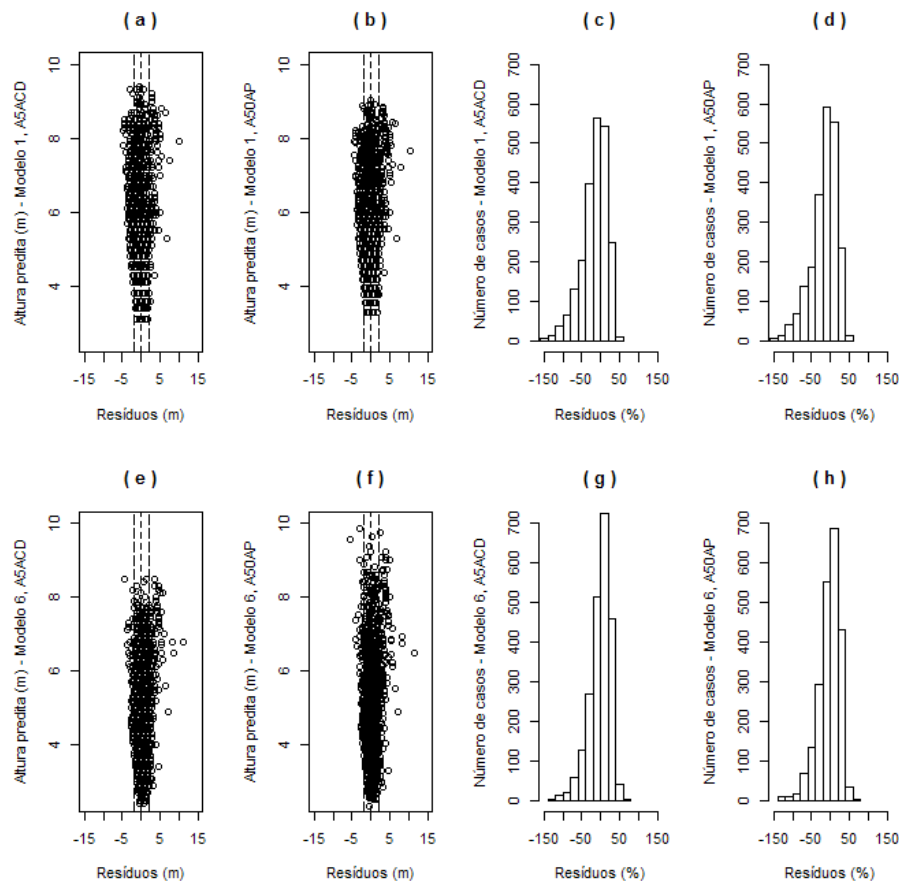 ( a )
Altura predita (m) - Modelo 1, A5ACD
10
8
6
4
-15 -5 5 15
Resíduos (m)
( b )
Altura predita (m) - Modelo 1, A50AP
10
8
6
4
-15 -5 5 15
Resíduos (m)
( c )
Número de casos - Modelo 1, A5ACD
700
600
500
400
300
200
100
0
-150 -50 50 150
Resíduos (%)
( d )
Número de casos - Modelo 1, A50AP
700
600
500
400
300
200
100
0
-150 -50 50 150
Resíduos (%)
( e )
Altura predita (m) - Modelo 6, A5ACD
10
8
6
4
-15 -5 5 15
Resíduos (m)
( f )
Altura predita (m) - Modelo 6, A50AP
10
8
6
4
-15 -5 5 15
Resíduos (m)
( g )
Número de casos - Modelo 6, A5ACD
700
600
500
400
300
200
100
0
-150 -50 50 150
Resíduos (%)
( h )
Número de casos - Modelo 6, A50AP
700
600
500
400
300
200
100
0
-150 -50 50 150
Resíduos (%)